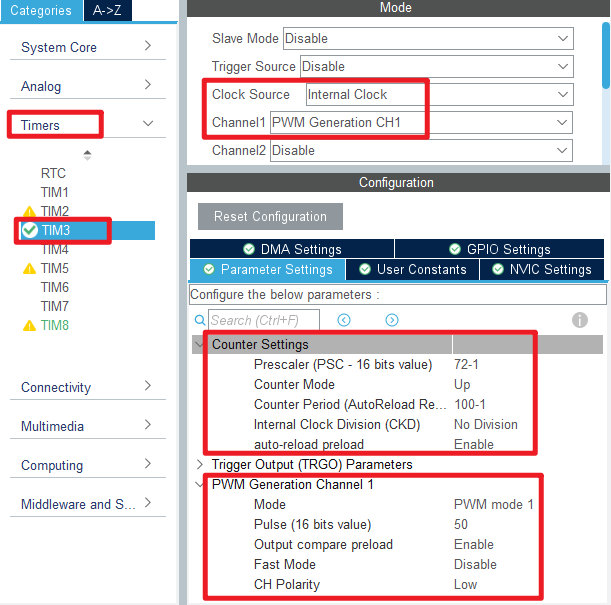 Categories A->Z
System Core
Analog
Timers
RTC
TIM1
TIM2
TIM3
TIM4
TIM5
TIM6
TIM7
TIM8
Connectivity
Multimedia
Computing
Middleware and S...
Mode
Slave Mode Disable
Trigger Source Disable
Clock Source Internal Clock
Channel1 PWM Generation CH1
Channel2 Disable
Configuration
Reset Configuration
DMA Settings GPIO Settings
Parameter Settings User Constants NVIC Settings
Configure the below parameters :
Search (Ctrl+F)
Counter Settings
Prescaler (PSC - 16 bits value) 72-1
Counter Mode Up
Counter Period (AutoReload Re... 100-1
Internal Clock Division (CKD) No Division
auto-reload preload Enable
Trigger Output (TRGO) Parameters
PWM Generation Channel 1
Mode PWM mode 1
Pulse (16 bits value) 50
Output compare preload Enable
Fast Mode Disable
CH Polarity Low